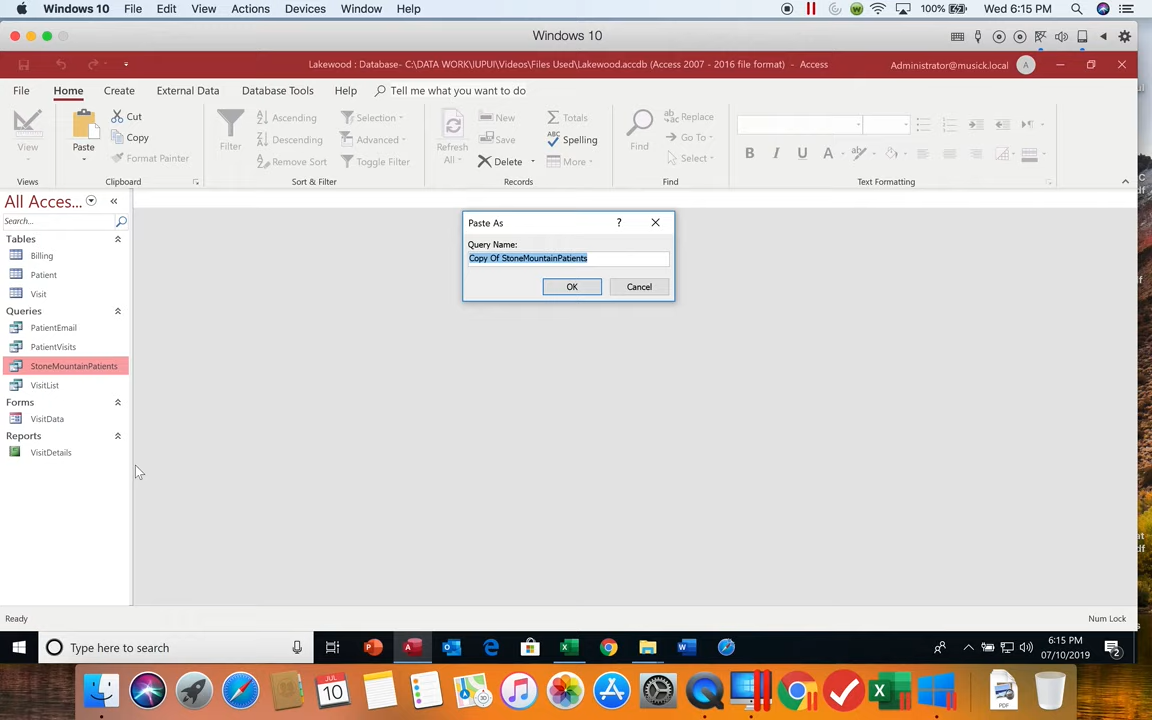 Windows 10 File Edit View Actions Devices Window Help 100% Wed 6:15 PM
Windows 10
Lakewood : Database- C:\DATA WORK\IUPUI\Videos\Files Used\Lakewood.accdb (Access 2007 - 2016 file format) - Access Administrator@musick.local A
File Home Create External Data Database Tools Help Tell me what you want to do
View
Views
Paste
Cut
Copy
Format Painter
Clipboard
Filter
Ascending
Descending
Remove Sort
Selection
Advanced
Toggle Filter
Sort & Filter
Refresh
All
New
Save
Delete
Totals
Spelling
More
Records
Find
Replace
Go To
Select
Find
B I U A
Text Formatting
All Acces...
Search...
Tables
Billing
Patient
Visit
Queries
PatientEmail
PatientVisits
StoneMountainPatients
VisitList
Forms
VisitData
Reports
VisitDetails
Paste As ?
Query Name:
Copy Of StoneMountainPatients
OK Cancel
Ready Num Lock
Type here to search
6:15 PM
07/10/2019
2
JUL
10
PDF